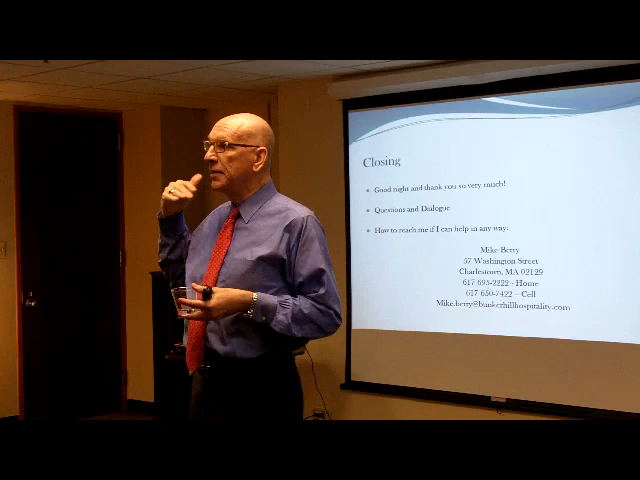 Closing
Good night and thank you so very much!
Questions and Dialogue
How to reach me if I can help in any way:
Mike Berry
57 Washington Street
Charlestown, MA 02129
617 695-2222 - Home
617 650-7422 – Cell
Mike.berry@bunkerhillhospitality.com